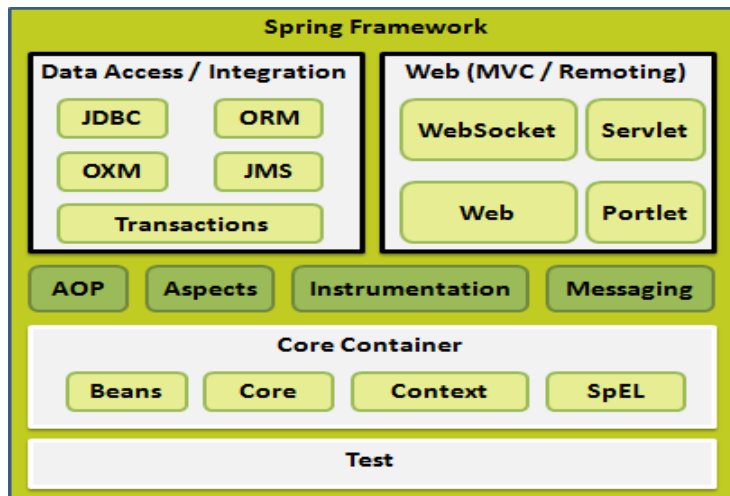 Spring Framework
Data Access / Integration
JDBC
ORM
OXM
JMS
Transactions
Web (MVC / Remoting)
WebSocket
Servlet
Web
Portlet
AOP
Aspects
Instrumentation
Messaging
Core Container
Beans
Core
Context
SpEL
Test